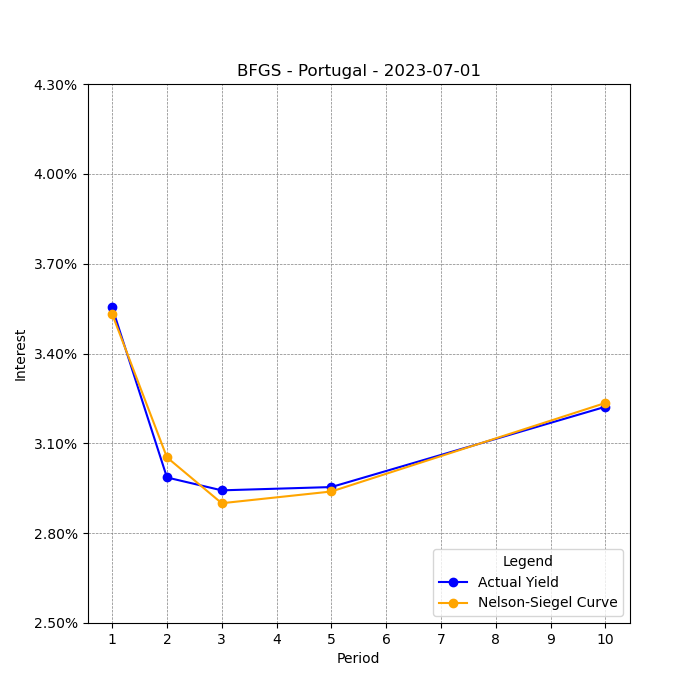 BFGS - Portugal - 2023-07-01
4.30%
4.00%
3.70%
3.40%
3.10%
2.80%
2.50%
Interest
1 2 3 4 5 6 7 8 9 10
Period
Legend
Actual Yield
Nelson-Siegel Curve